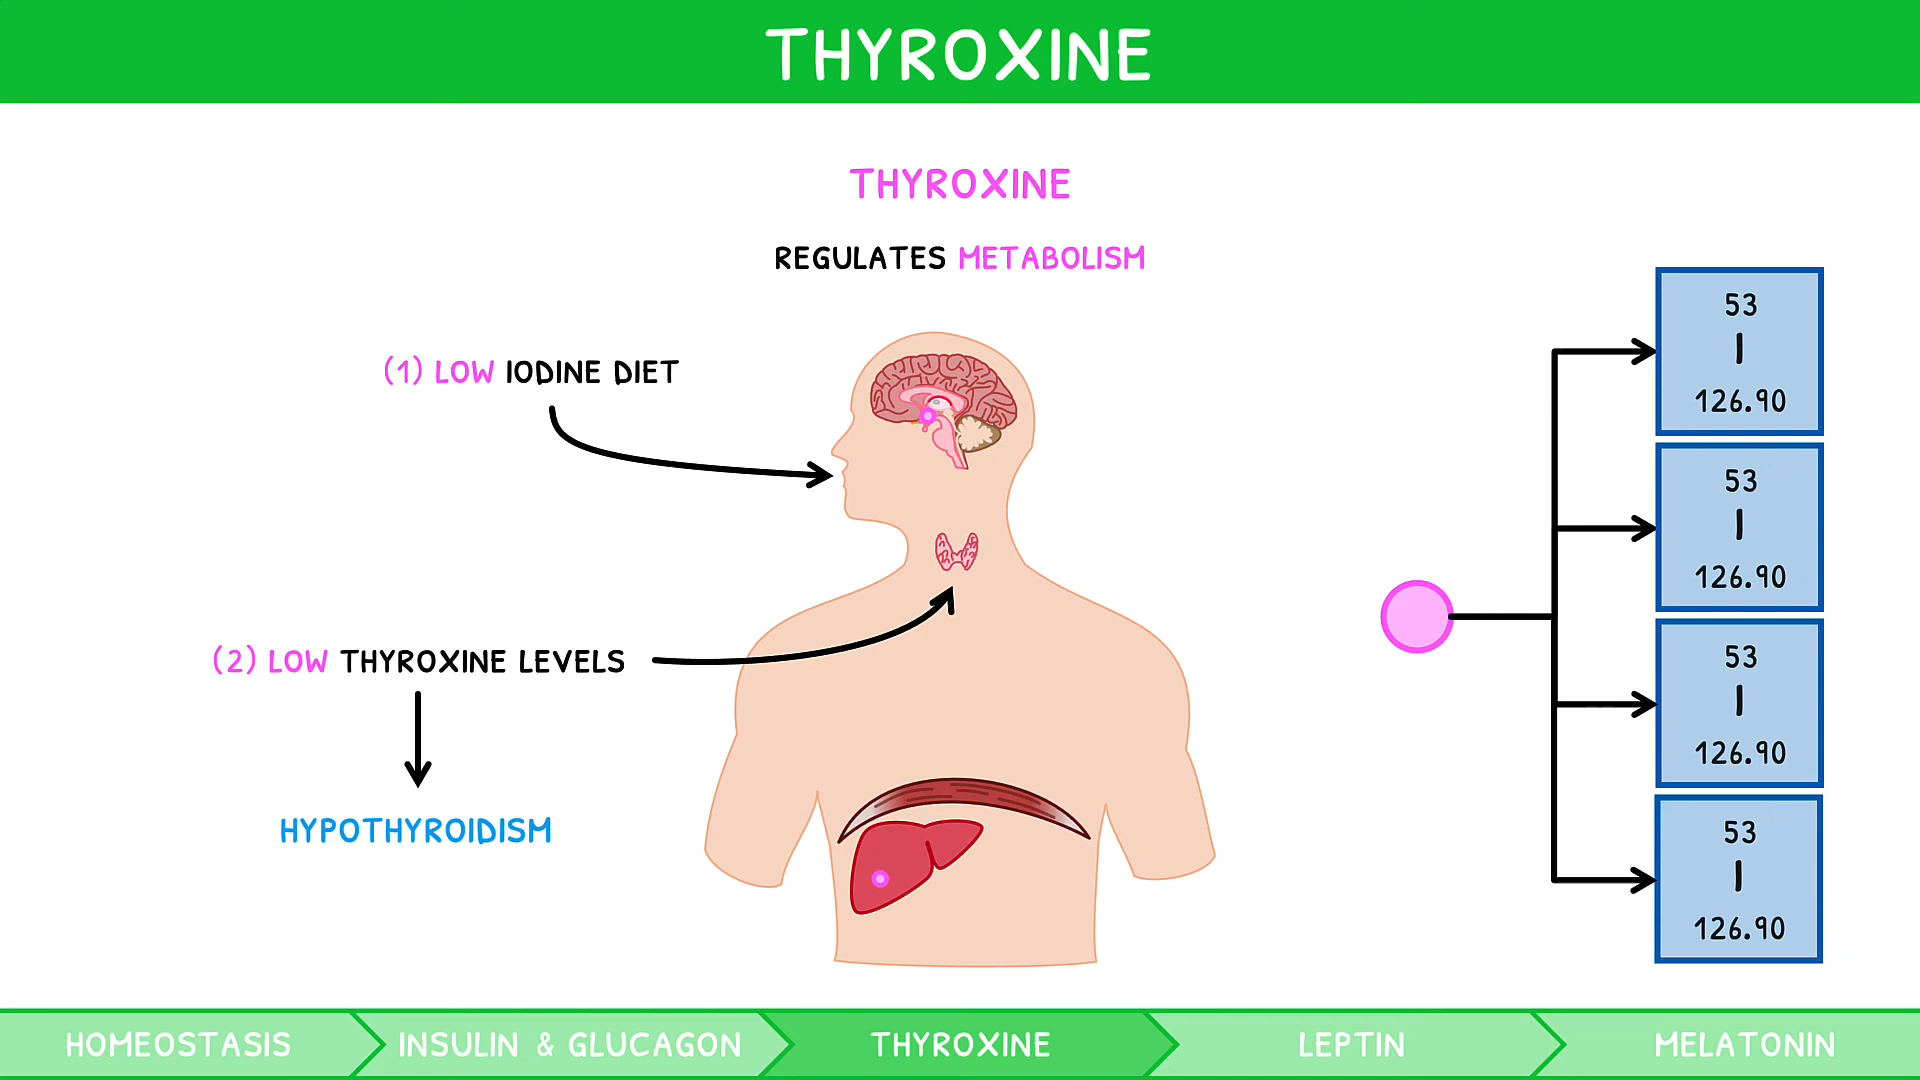 THYROXINE
THYROXINE
REGULATES METABOLISM
(1) LOW IODINE DIET
(2) LOW THYROXINE LEVELS
HYPOTHYROIDISM
53
I
126.90
53
I
126.90
53
I
126.90
53
I
126.90
HOMEOSTASIS
INSULIN & GLUCAGON
THYROXINE
LEPTIN
MELATONIN